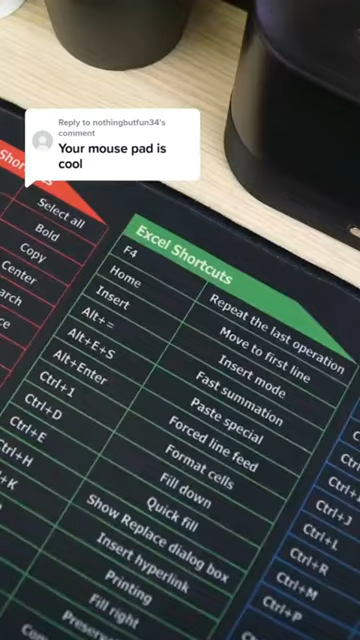 Reply to nothingbutfun34's
comment
Your mouse pad is
cool
Select all
Bold
Copy
Center
Excel Shortcuts
F4 Repeat the last operation
Home Move to first line
Insert Insert mode
Alt+= Fast summation
Alt+E+S Paste special
Alt+Enter Forced line feed
Ctrl+1 Format cells
Ctrl+D Fill down
Ctrl+E Quick fill
Ctrl+H Show Replace dialog box
Insert hyperlink
Printing
Fill right
Ctrl+J
Ctrl+L
Ctrl+R
Ctrl+M
Ctrl+P